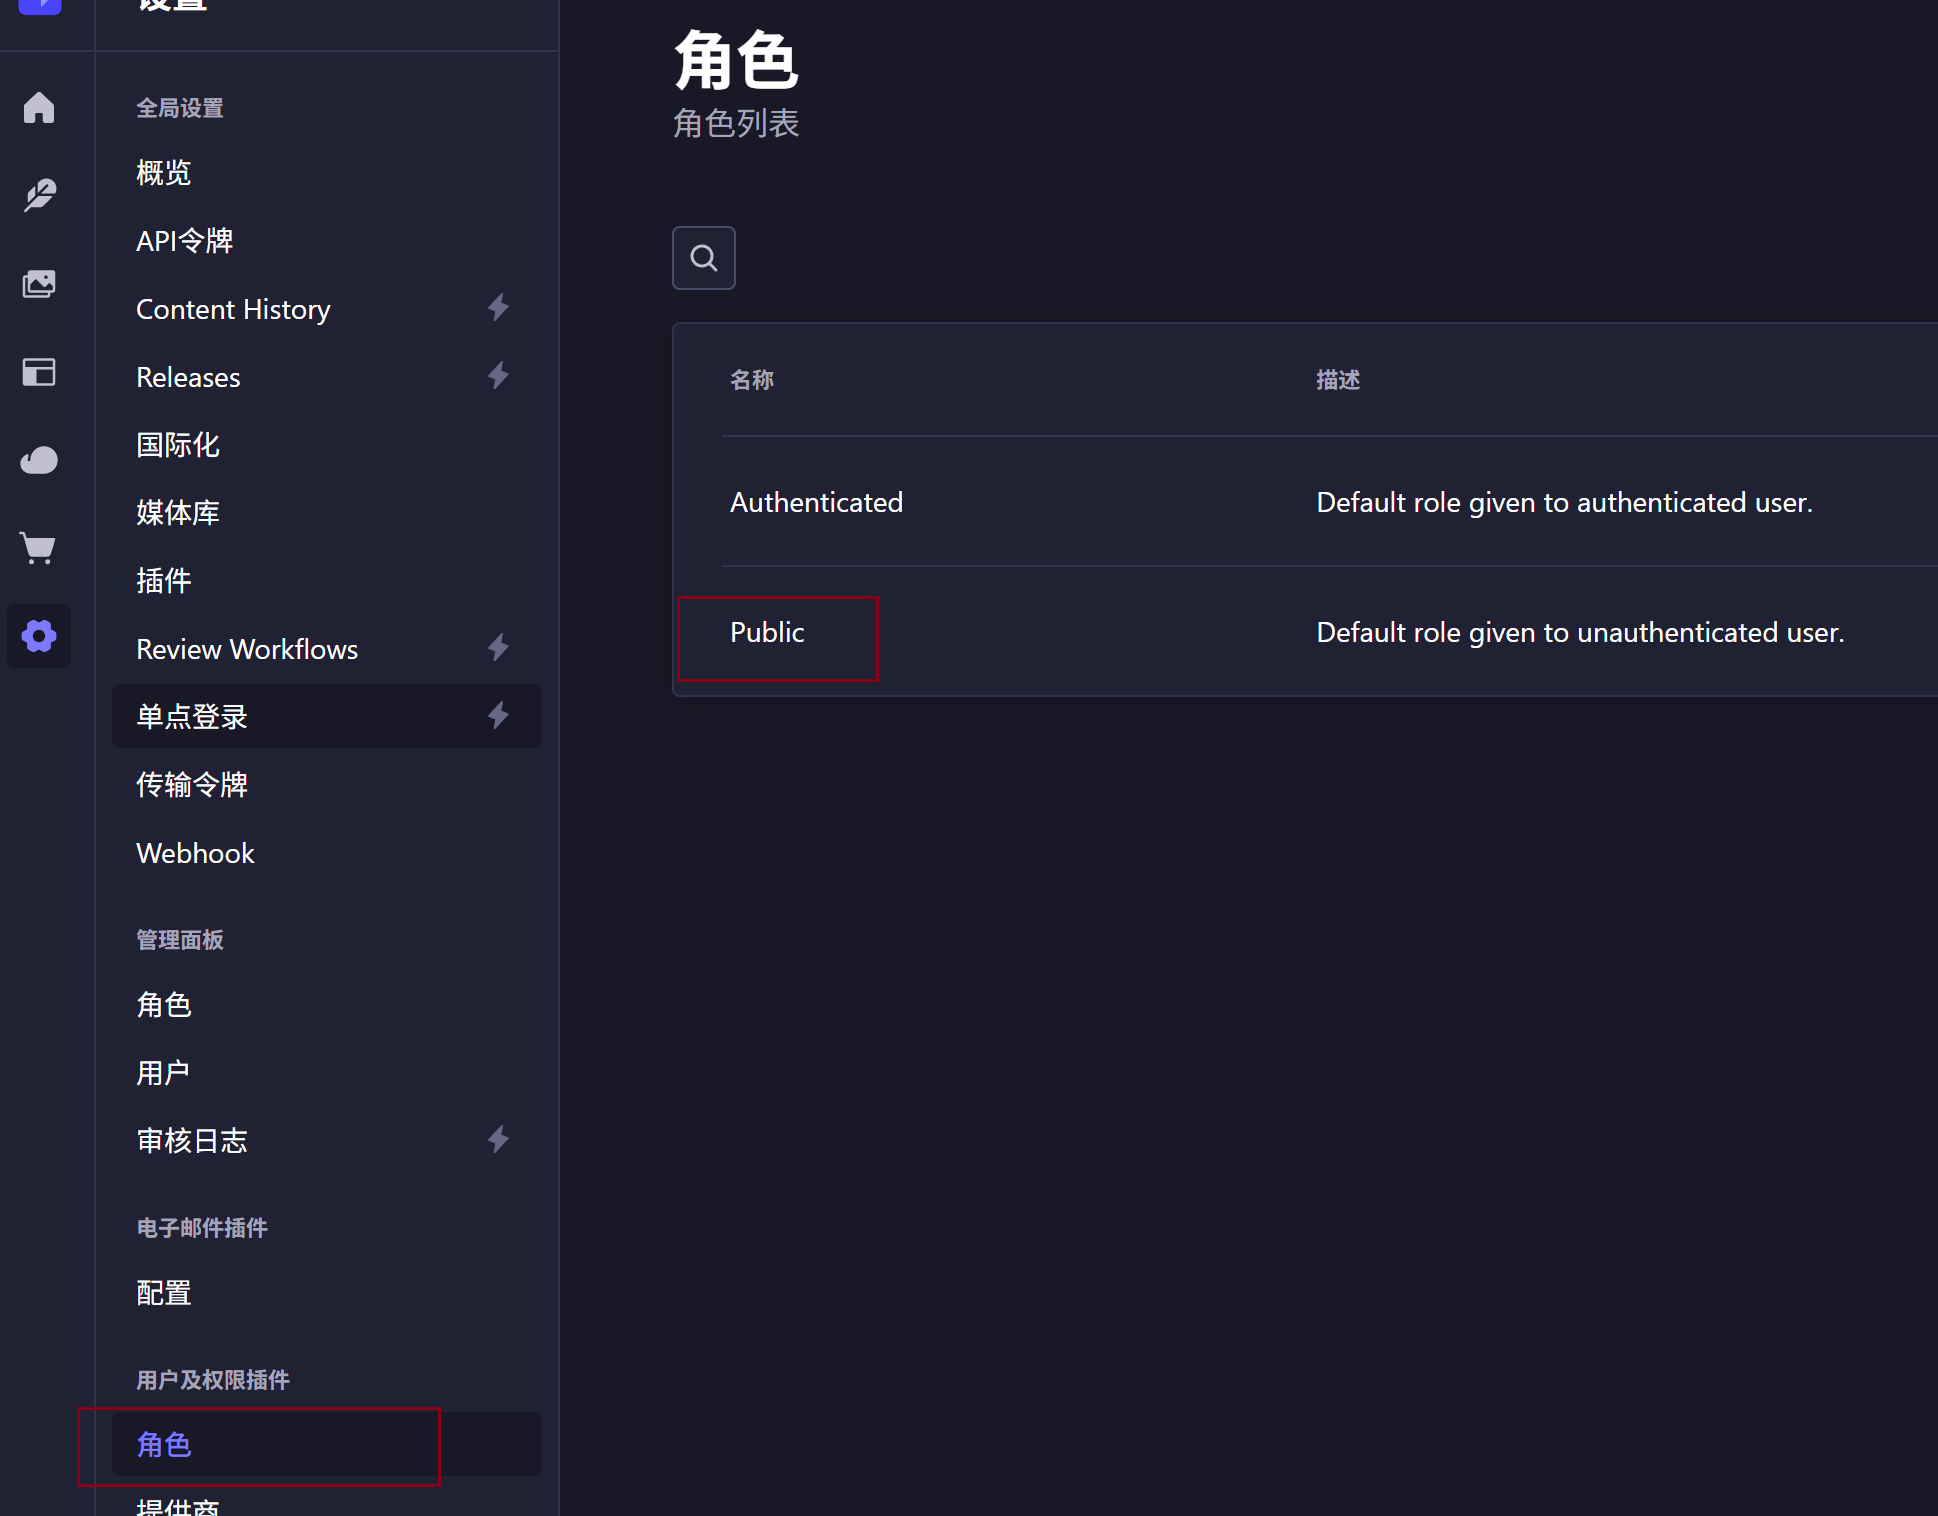 设置
全局设置
概览
API令牌
Content History
Releases
国际化
媒体库
插件
Review Workflows
单点登录
传输令牌
Webhook
管理面板
角色
用户
审核日志
电子邮件插件
配置
用户及权限插件
角色
提供商
角色
角色列表
名称 描述
Authenticated Default role given to authenticated user.
Public Default role given to unauthenticated user.